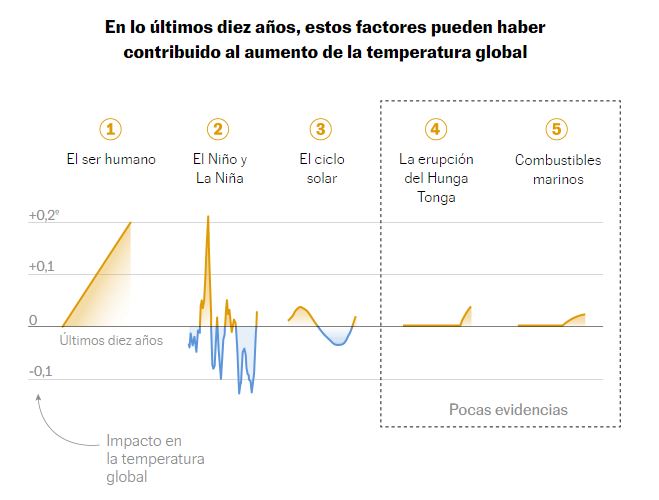 En lo últimos diez años, estos factores pueden haber
contribuido al aumento de la temperatura global
1
El ser humano
2
El Niño y
La Niña
3
El ciclo
solar
4
La erupción
del Hunga
Tonga
5
Combustibles
marinos
+0,2º
+0,1
0
Últimos diez años
-0,1
Pocas evidencias
Impacto en
la temperatura
global